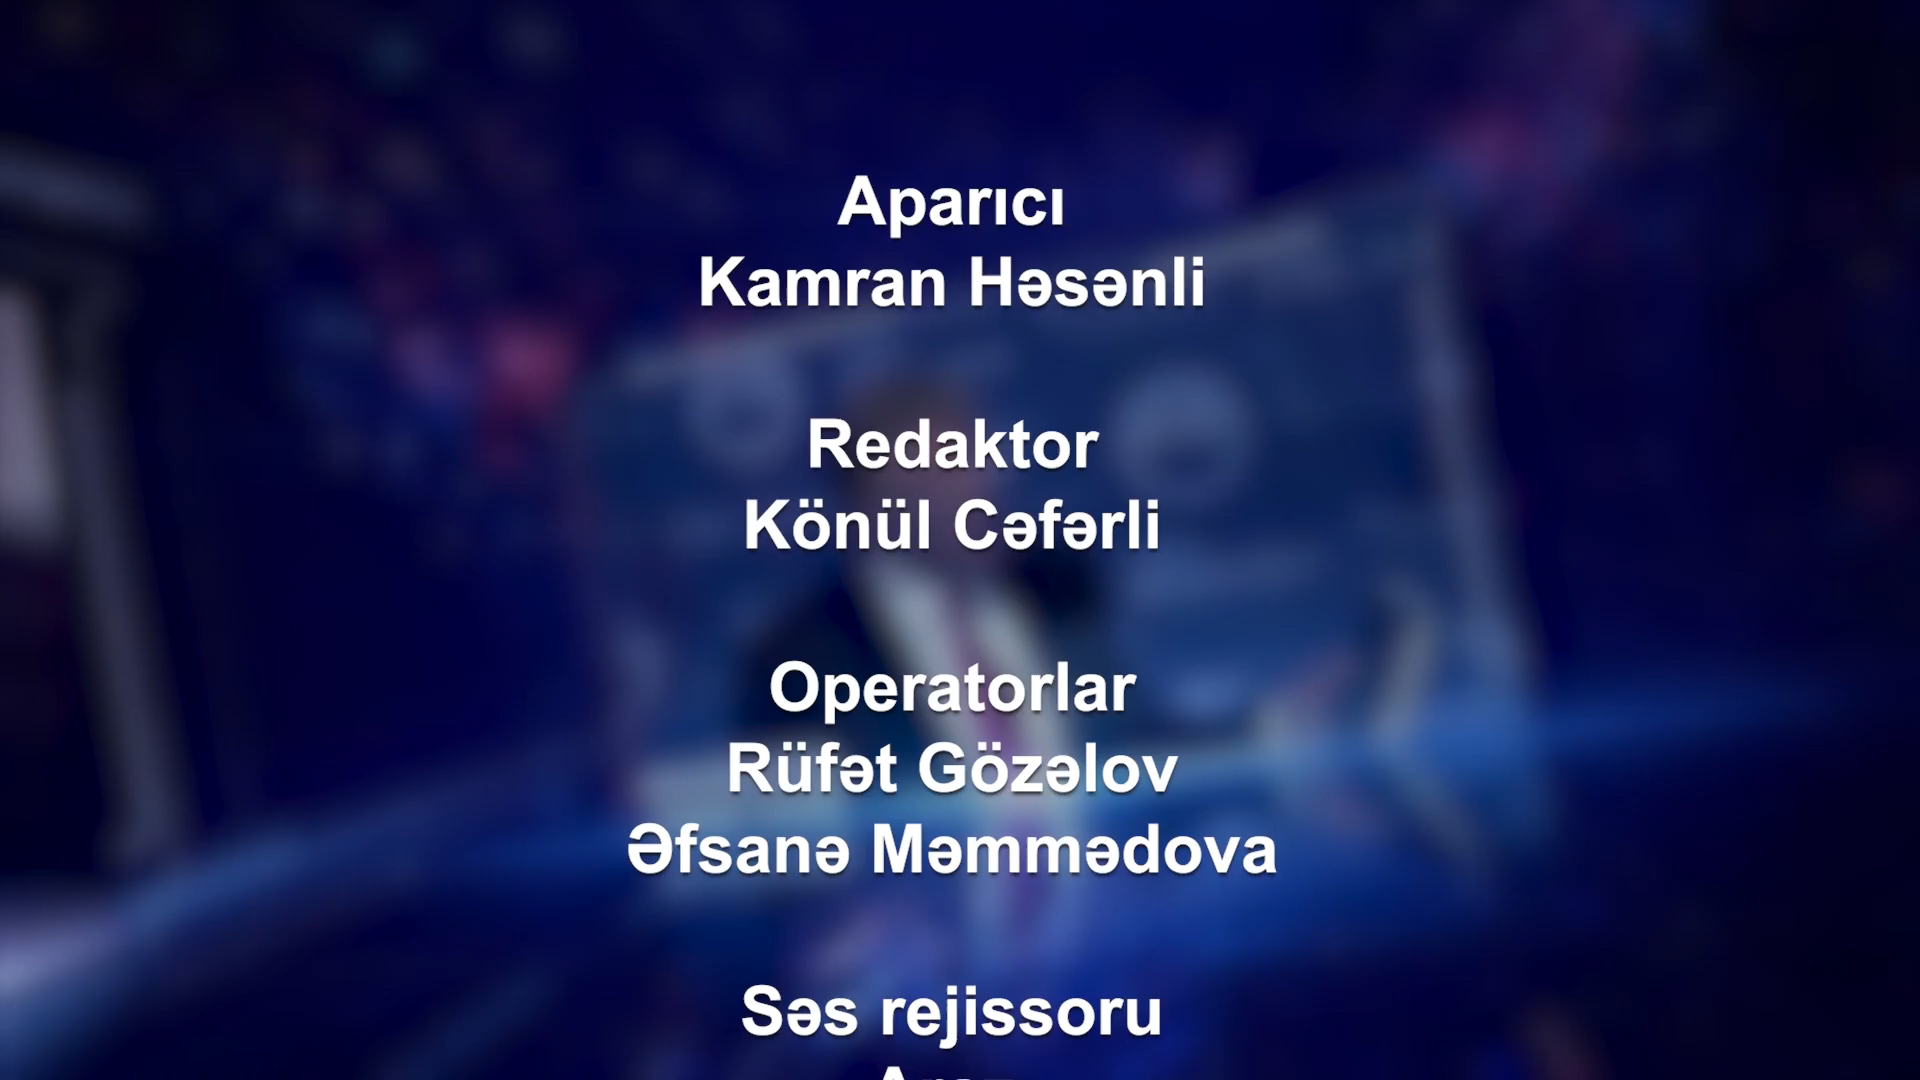 Aparıcı
Kamran Həsənli
Redaktor
Könül Cəfərli
Operatorlar
Rüfət Gözəlov
Əfsanə Məmmədova
Səs rejissoru